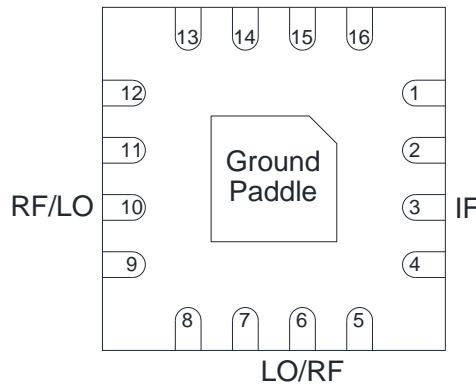 13 14 15 16
12 1
11 Ground 2
Paddle
RF/LO 10 3 IF
9 4
8 7 6 5
LO/RF